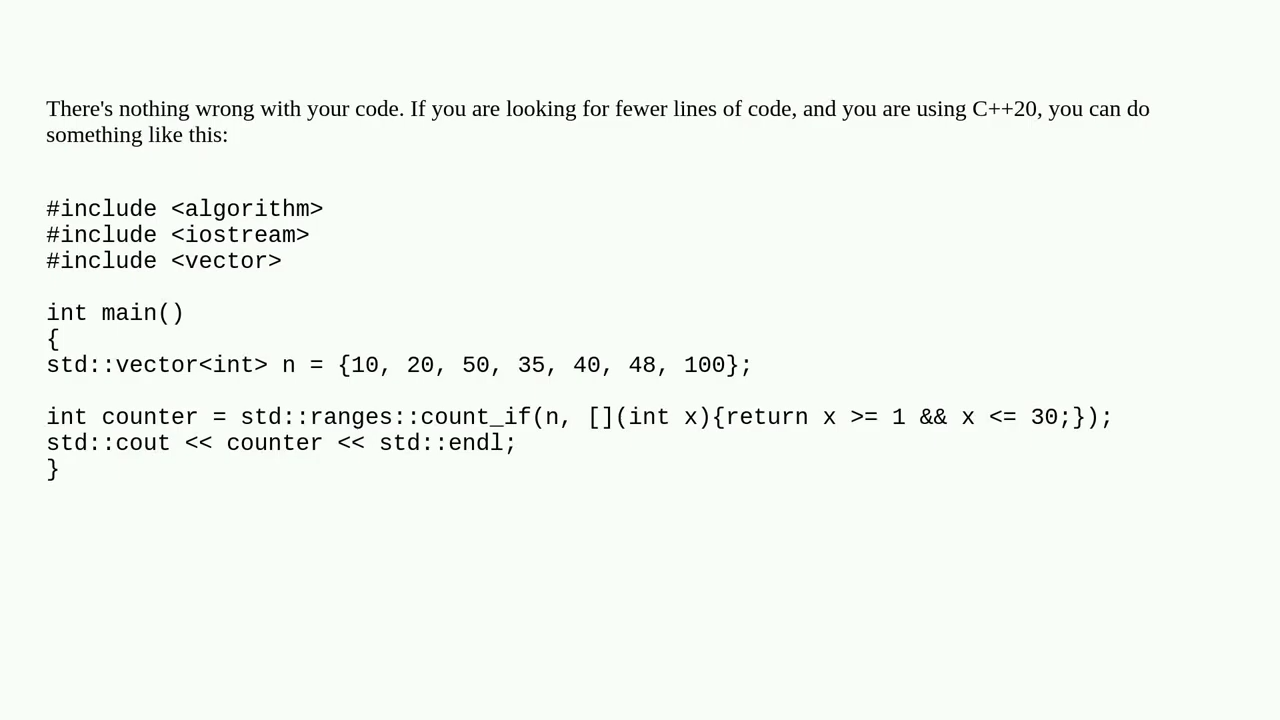 There's nothing wrong with your code. If you are looking for fewer lines of code, and you are using C++20, you can do
something like this:
#include <algorithm>
#include <iostream>
#include <vector>
int main()
{
std::vector<int> n = {10, 20, 50, 35, 40, 48, 100};
int counter = std::ranges::count_if(n, [](int x){return x >= 1 && x <= 30;});
std::cout << counter << std::endl;
}